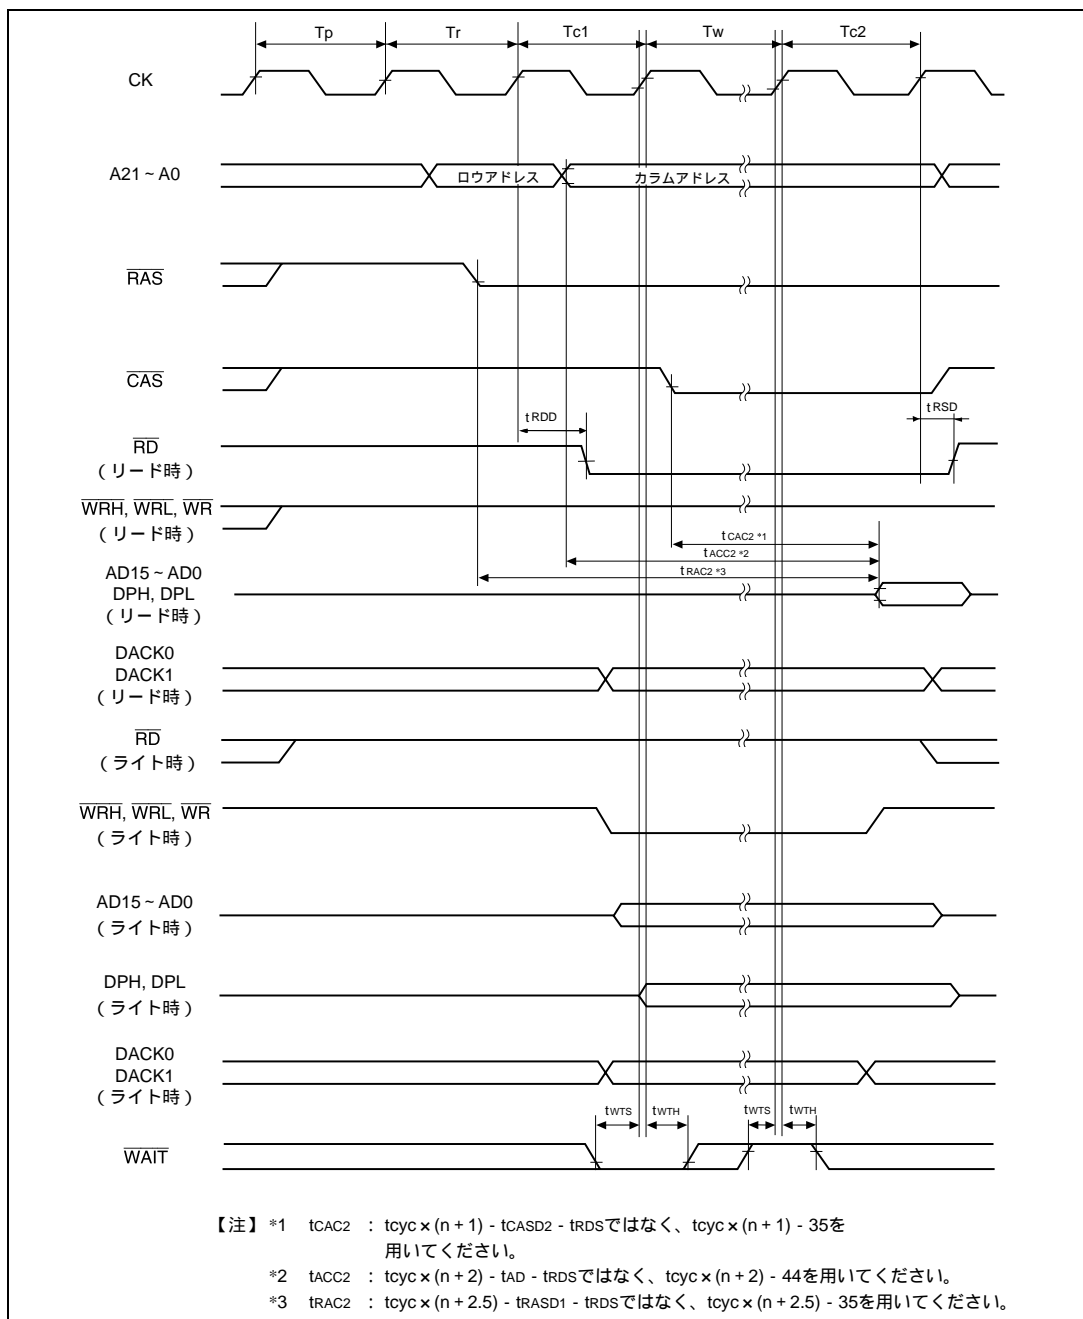 Tp Tr Tc1 Tw Tc2
CK
A21 ~ A0 ロウアドレス カラムアドレス
RAS
CAS
tRDD tRSD
RD
(リード時)
WRH, WRL, WR
(リード時)
tCAC2 *1
tACC2 *2
tRAC2 *3
AD15 ~ AD0
DPH, DPL
(リード時)
DACK0
DACK1
(リード時)
RD
(ライト時)
WRH, WRL, WR
(ライト時)
AD15 ~ AD0
(ライト時)
DPH, DPL
(ライト時)
DACK0
DACK1
(ライト時)
tWTS tWTH tWTS tWTH
WAIT
【注】 *1 tCAC2 : tcyc × (n + 1) - tCASD2 - tRDSではなく、tcyc × (n + 1) - 35を
用いてください。
*2 tACC2 : tcyc × (n + 2) - tAD - tRDSではなく、tcyc × (n + 2) - 44を用いてください。
*3 tRAC2 : tcyc × (n + 2.5) - tRASD1 - tRDSではなく、tcyc × (n + 2.5) - 35を用いてください。